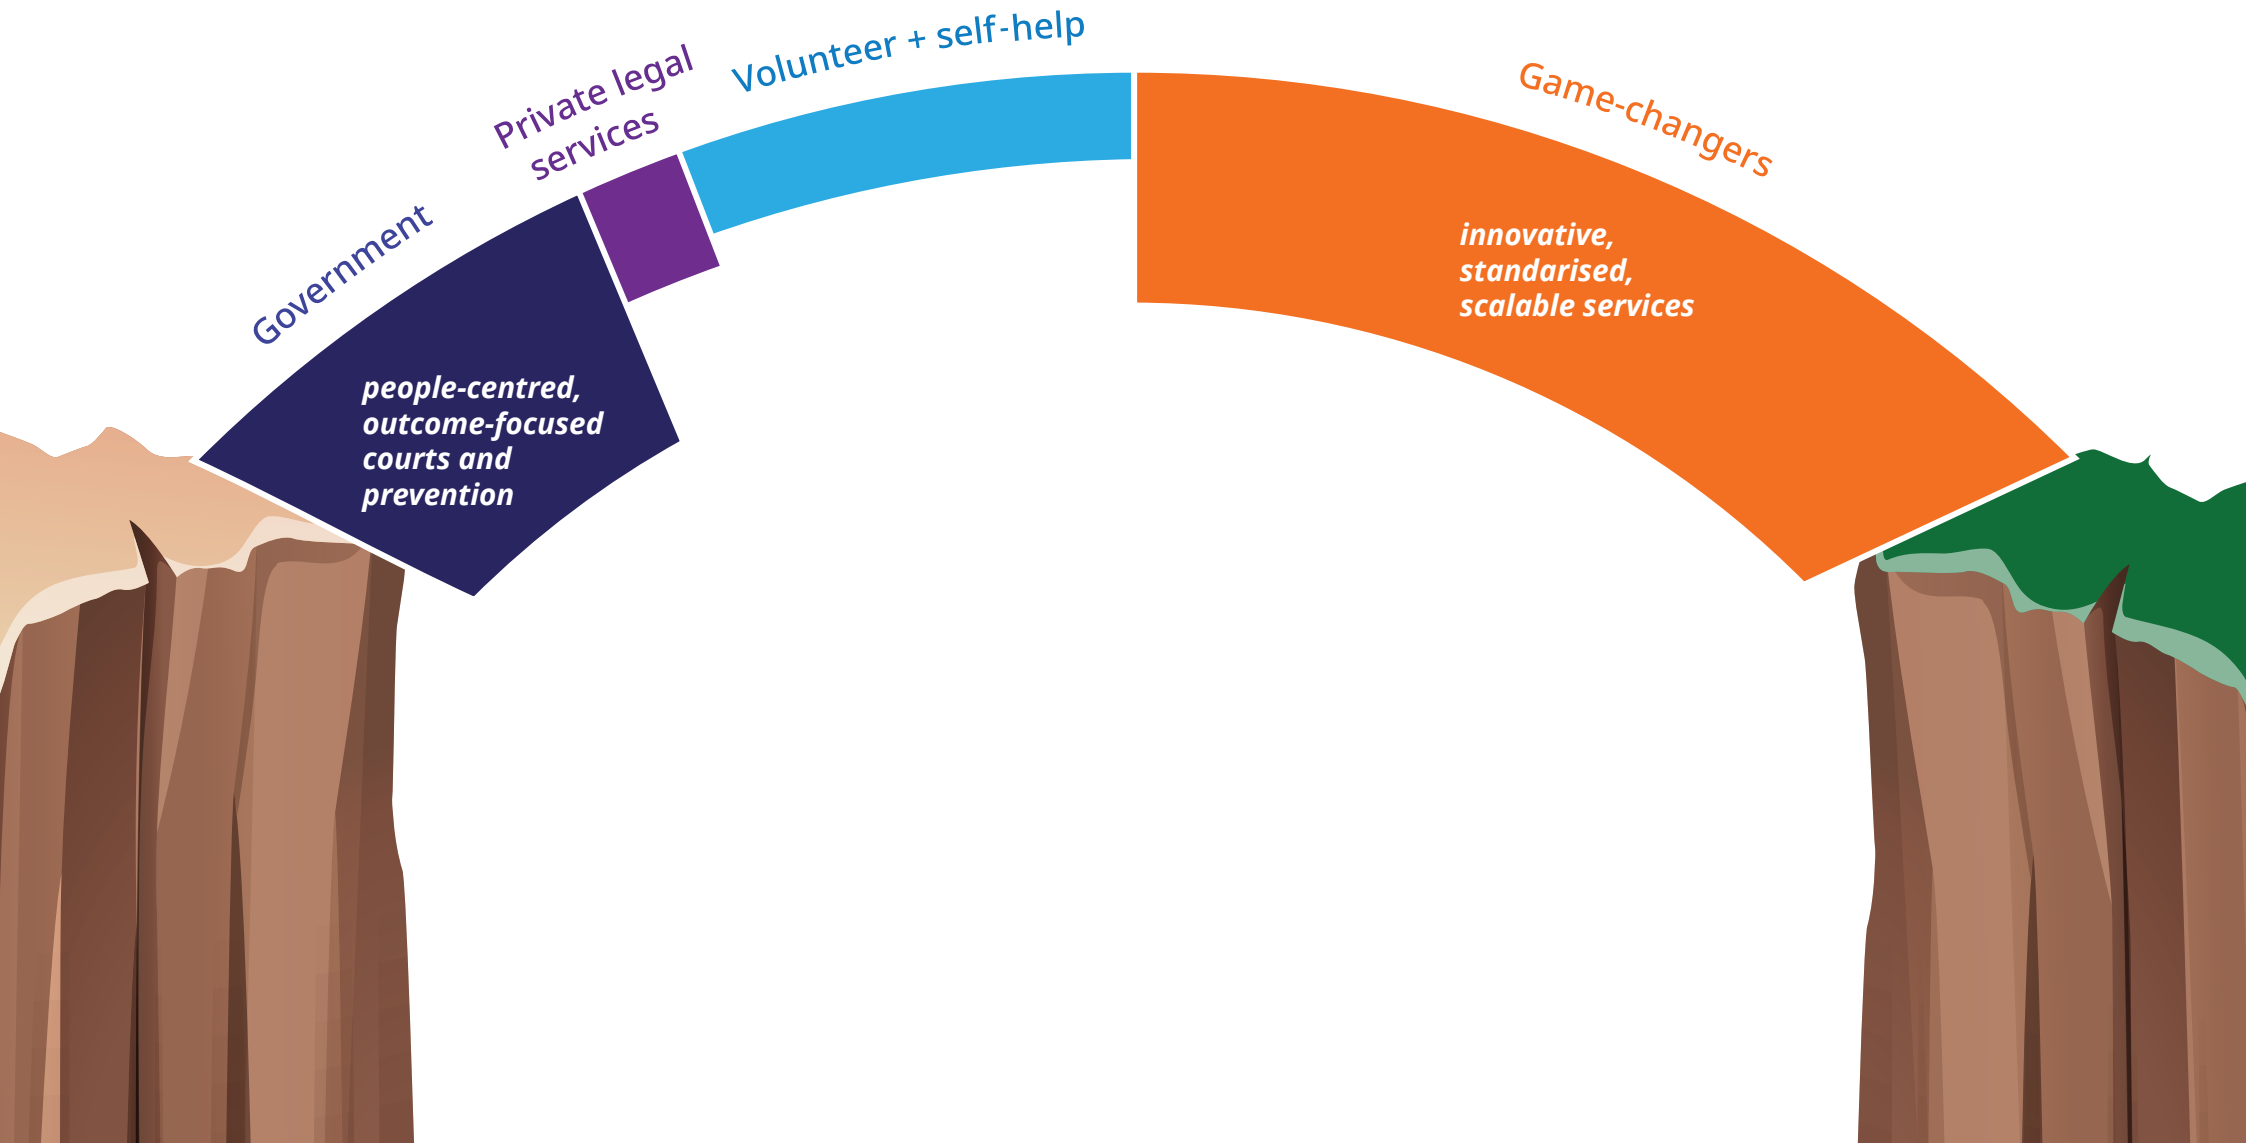 Government
people-centred,
outcome-focused
courts and
prevention
Private legal
services
Volunteer + self-help
Game-changers
innovative,
standarised,
scalable services